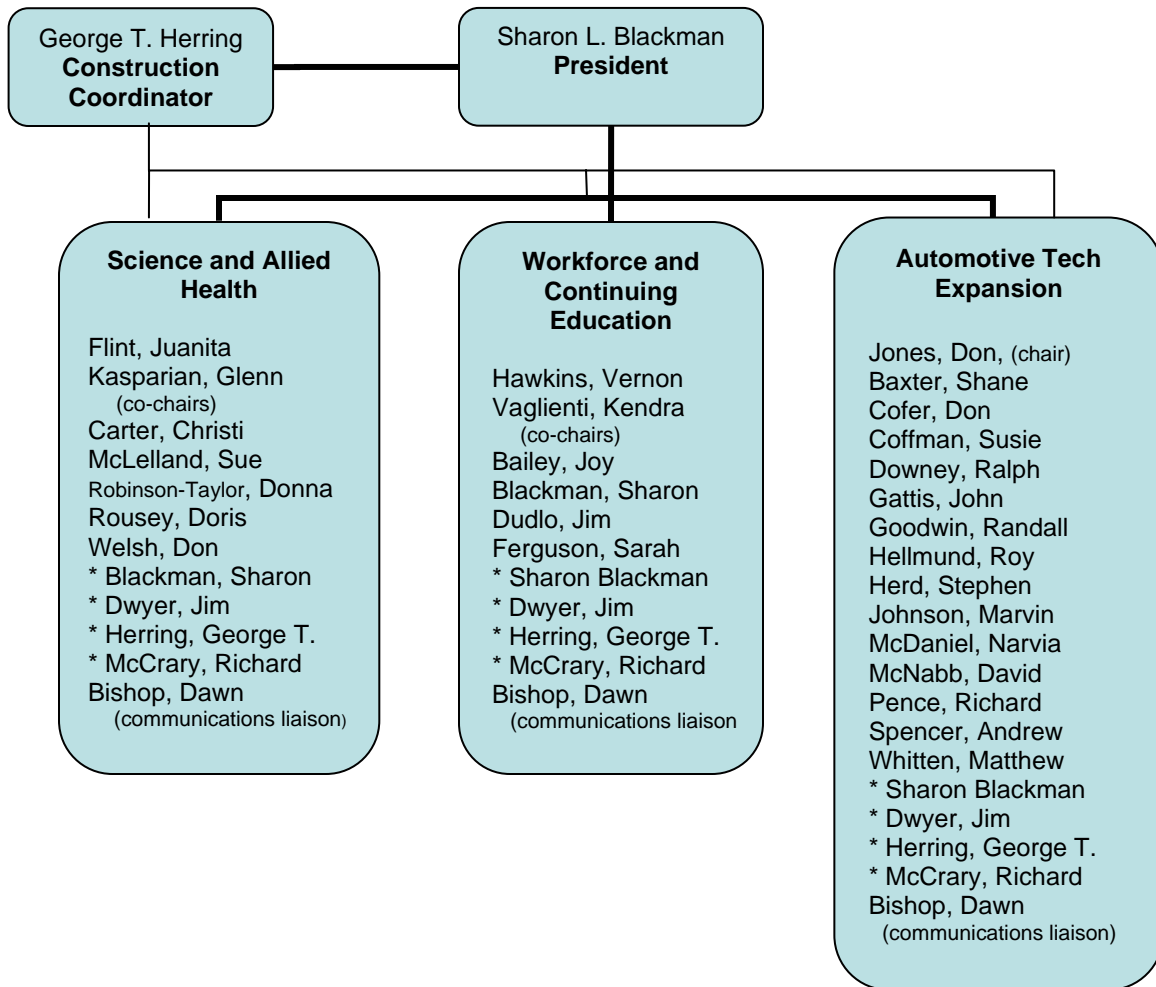 George T. Herring
Construction
Coordinator
Sharon L. Blackman
President
Science and Allied
Health
Flint, Juanita
Kasparian, Glenn
(co-chairs)
Carter, Christi
McLelland, Sue
Robinson-Taylor, Donna
Rousey, Doris
Welsh, Don
* Blackman, Sharon
* Dwyer, Jim
* Herring, George T.
* McCrary, Richard
Bishop, Dawn
(communications liaison)
Workforce and
Continuing
Education
Hawkins, Vernon
Vaglienti, Kendra
(co-chairs)
Bailey, Joy
Blackman, Sharon
Dudlo, Jim
Ferguson, Sarah
* Sharon Blackman
* Dwyer, Jim
* Herring, George T.
* McCrary, Richard
Bishop, Dawn
(communications liaison
Automotive Tech
Expansion
Jones, Don, (chair)
Baxter, Shane
Cofer, Don
Coffman, Susie
Downey, Ralph
Gattis, John
Goodwin, Randall
Hellmund, Roy
Herd, Stephen
Johnson, Marvin
McDaniel, Narvia
McNabb, David
Pence, Richard
Spencer, Andrew
Whitten, Matthew
* Sharon Blackman
* Dwyer, Jim
* Herring, George T.
* McCrary, Richard
Bishop, Dawn
(communications liaison)